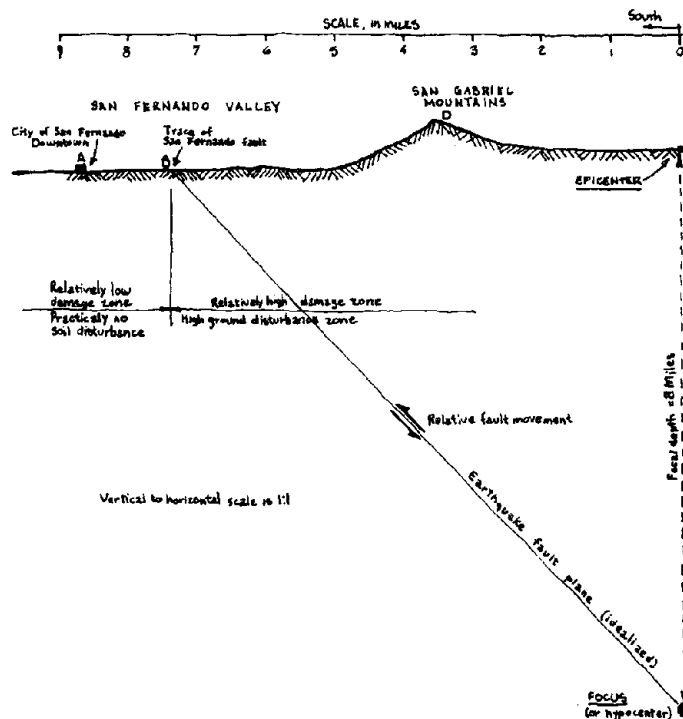 SCALE, IN MILES
South
9 8 7 6 5 4 3 2 1 0
SAN FERNANDO VALLEY
SAN GABRIEL
MOUNTAINS
D
City of San Fernando
Downtown
A
Trace of
San Fernando fault
B
EPICENTER
Relatively low
damage zone
Relatively high damage zone
Practicaly no
soil disturbance
High ground disturbance zone
Relative fault movement
Focal depth ≈8 Miles
Vertical to horizontal scale is 1:1
Earthquake fault plane (idealized)
FOCUS
(or hypocenter)